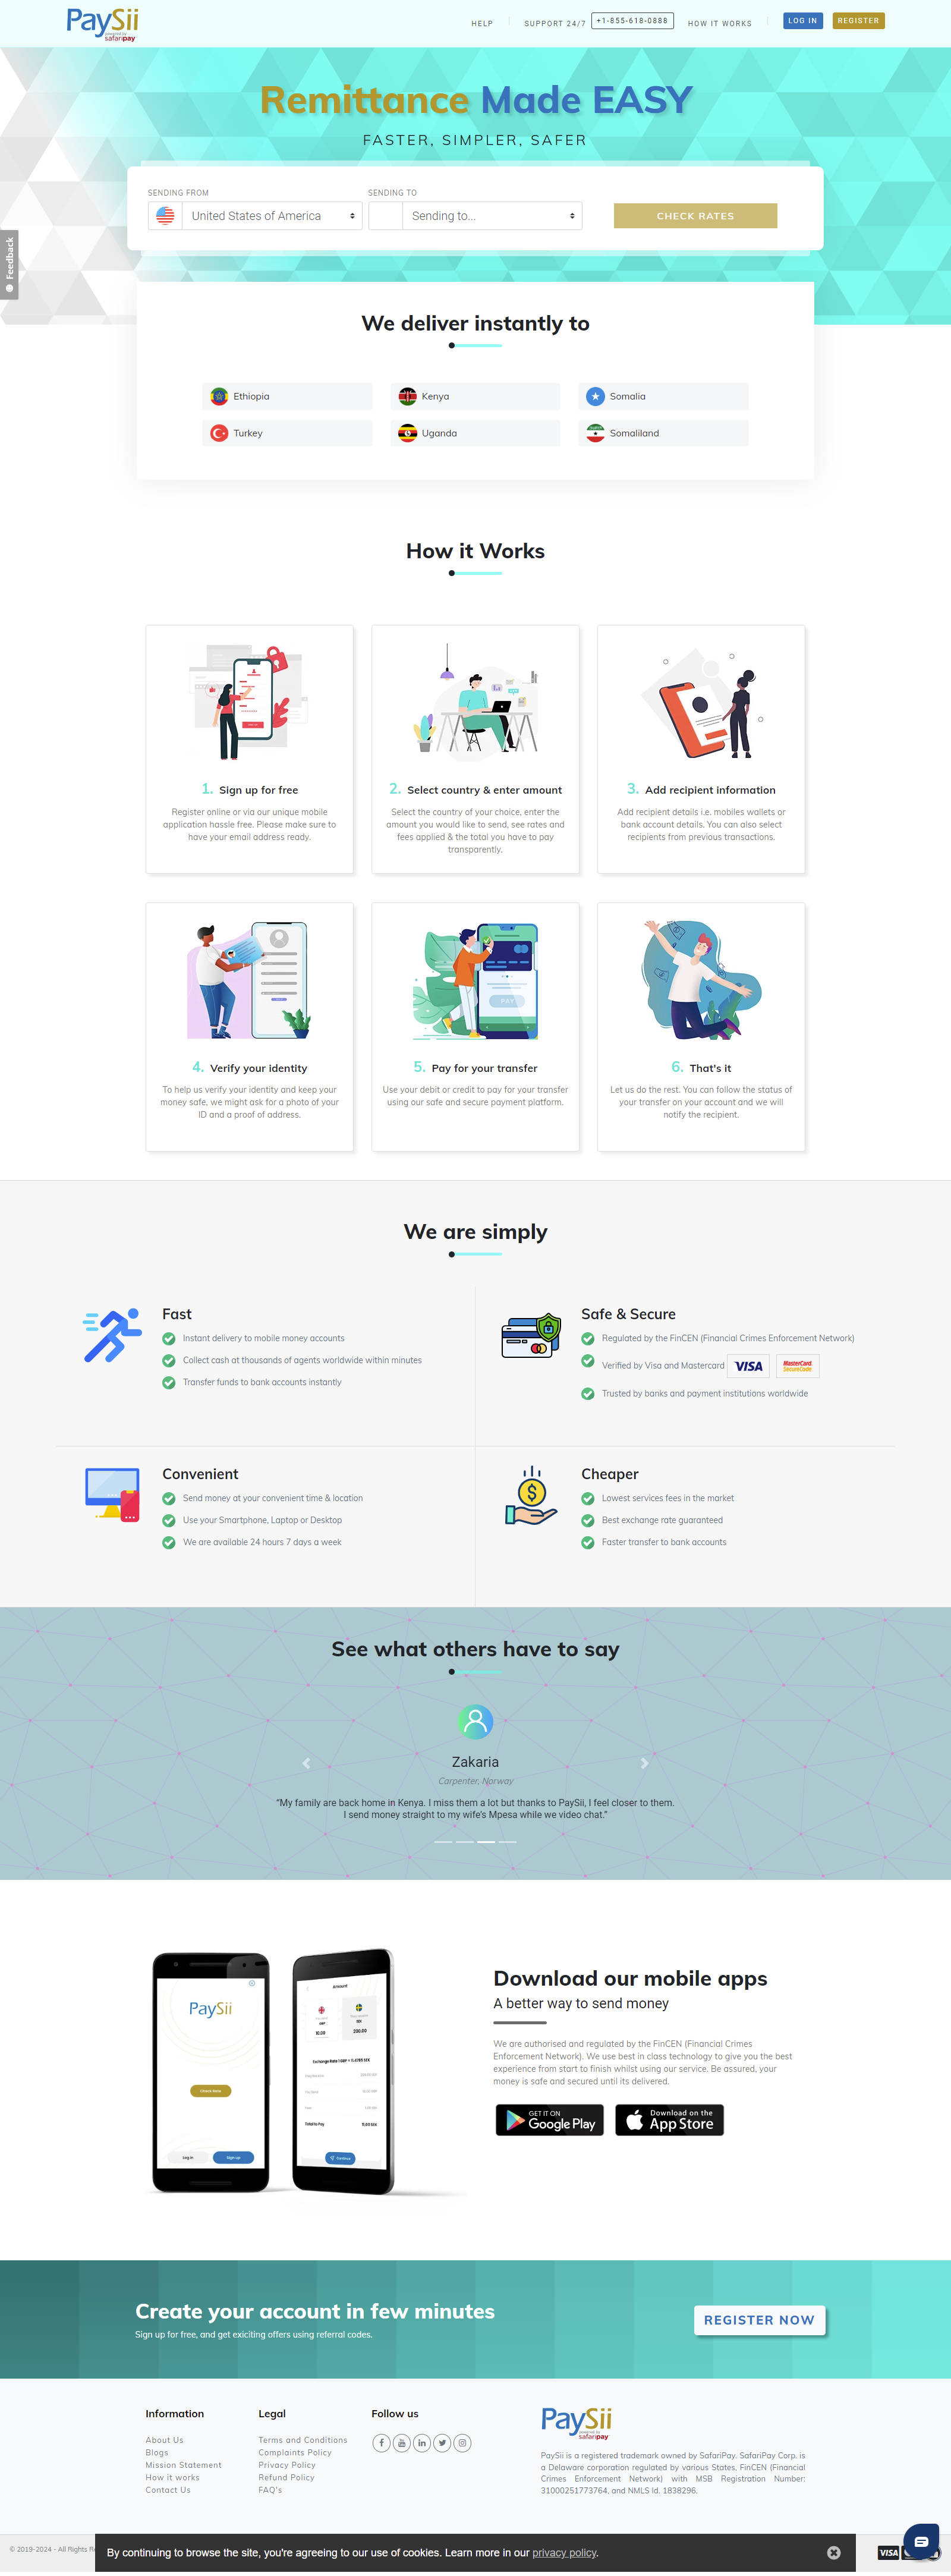 PaySii
powered by
safaripay
HELP
SUPPORT 24/7
+1-855-618-0888
HOW IT WORKS
LOG IN
REGISTER
Remittance Made EASY
FASTER, SIMPLER, SAFER
SENDING FROM
SENDING TO
United States of America
Sending to...
CHECK RATES
Feedback
We deliver instantly to
Ethiopia
Kenya
Somalia
Turkey
Uganda
Somaliland
How it Works
1. Sign up for free
Register online or via our unique mobile
application hassle free. Please make sure to
have your email address ready.
2. Select country & enter amount
Select the country of your choice, enter the
amount you would like to send, see rates and
fees applied & the total you have to pay
transparently.
3. Add recipient information
Add recipient details i.e. mobiles wallets or
bank account details. You can also select
recipients from previous transactions.
4. Verify your identity
To help us verify your identity and keep your
money safe, we might ask for a photo of your
ID and a proof of address.
PAY
5. Pay for your transfer
Use your debit or credit to pay for your transfer
using our safe and secure payment platform.
6. That's it
Let us do the rest. You can follow the status of
your transfer on your account and we will
notify the recipient.
We are simply
Fast
Instant delivery to mobile money accounts
Collect cash at thousands of agents worldwide within minutes
Transfer funds to bank accounts instantly
Safe & Secure
Regulated by the FinCEN (Financial Crimes Enforcement Network)
Verified by Visa and Mastercard
VISA
MasterCard.
SecureCode.
Trusted by banks and payment institutions worldwide
Convenient
Send money at your convenient time & location
Use your Smartphone, Laptop or Desktop
We are available 24 hours 7 days a week
Cheaper
Lowest services fees in the market
Best exchange rate guaranteed
Faster transfer to bank accounts
See what others have to say
Zakaria
Carpenter, Norway
“My family are back home in Kenya. I miss them a lot but thanks to PaySii, I feel closer to them.
I send money straight to my wife's Mpesa while we video chat.”
PaySii
Check Rates
Log in
Sign up
Amount
10.00
200.00
Total to Pay
Continue
Download our mobile apps
A better way to send money
We are authorised and regulated by the FinCEN (Financial Crimes
Enforcement Network). We use best in class technology to give you the best
experience from start to finish whilst using our service. Be assured, your
money is safe and secured until its delivered.
GET IT ON
Google Play
Download on the
App Store
Create your account in few minutes
Sign up for free, and get exiciting offers using referral codes.
REGISTER NOW
Information
About Us
Blogs
Mission Statement
How it works
Contact Us
Legal
Terms and Conditions
Complaints Policy
Privacy Policy
Refund Policy
FAQ's
Follow us
PaySii
powered by
safaripay
PaySii is a registered trademark owned by SafariPay. SafariPay Corp. is
a Delaware corporation regulated by various States, FinCEN (Financial
Crimes Enforcement Network) with MSB Registration Number:
31000251773764, and NMLS Id. 1838296.
© 2019-2024 - All Rights
By continuing to browse the site, you're agreeing to our use of cookies. Learn more in our privacy policy.
VISA